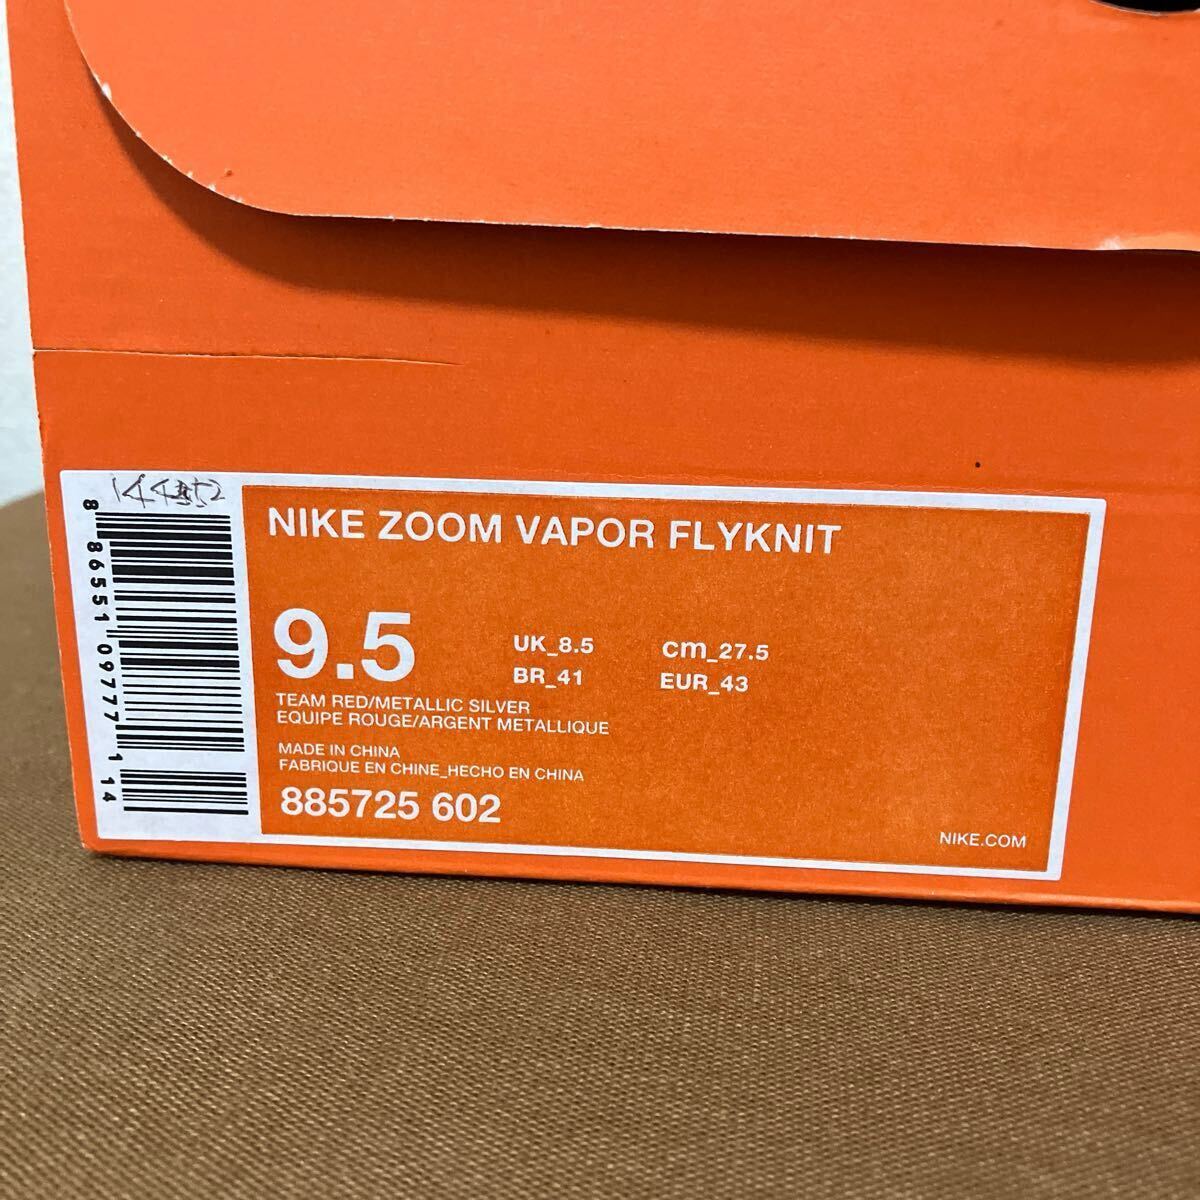 NIKE ZOOM VAPOR FLYKNIT
9.5
UK_8.5
cm_27.5
BR_41
EUR_43
TEAM RED/METALLIC SILVER
EQUIPE ROUGE/ARGENT METALLIQUE
MADE IN CHINA
FABRIQUE EN CHINE_HECHO EN CHINA
885725 602
NIKE.COM
8 86551 09777 1 14